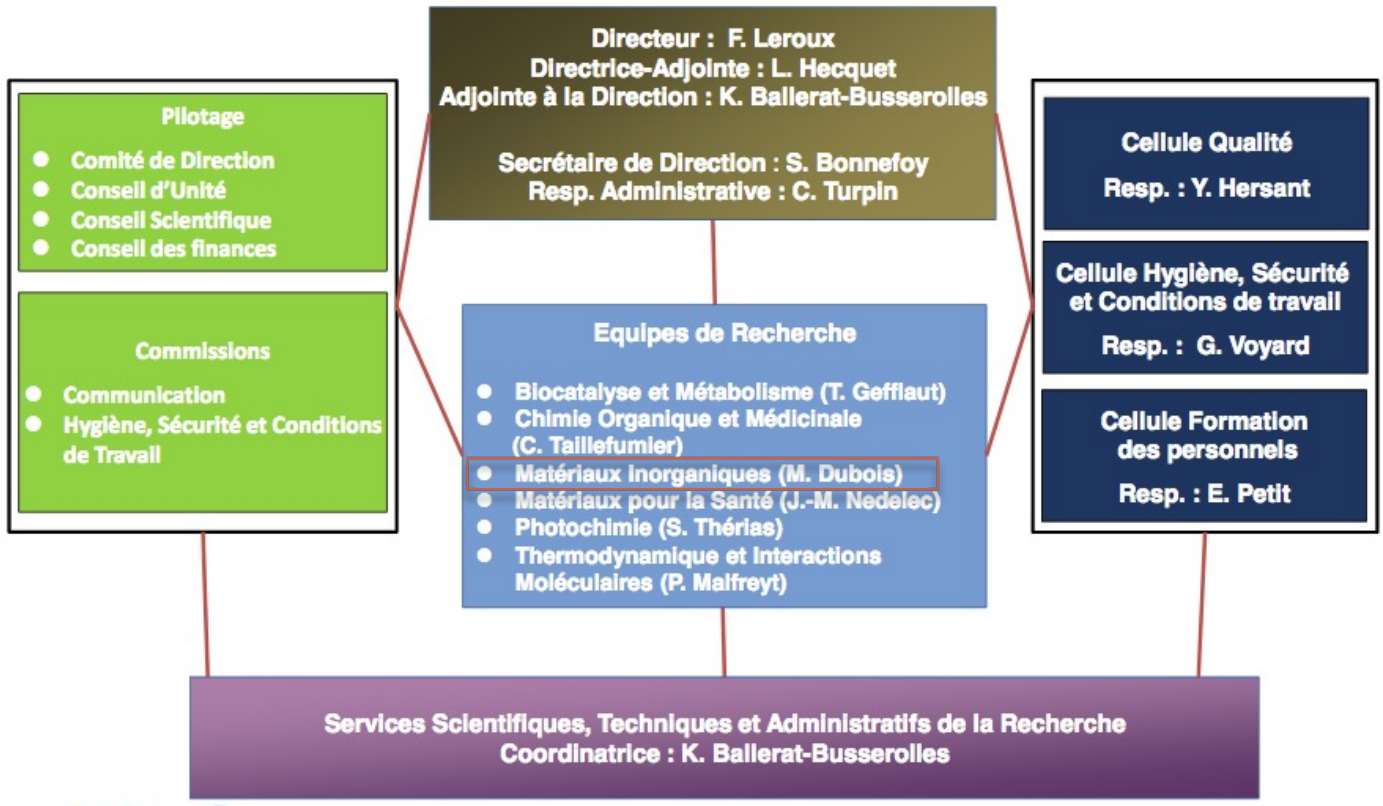 Directeur : F. Leroux
Directrice-Adjointe : L. Hecquet
Adjointe à la Direction : K. Ballerat-Busserolles
Secrétaire de Direction : S. Bonnefoy
Resp. Administrative : C. Turpin
Pilotage
Comité de Direction
Conseil d'Unité
Conseil Scientifique
Conseil des finances
Commissions
Communication
Hygiène, Sécurité et Conditions
de Travail
Equipes de Recherche
Biocatalyse et Métabolisme (T. Gefflaut)
Chimie Organique et Médicinale
(C. Taillefumier)
Matériaux Inorganiques (M. Dubois)
Matériaux pour la Santé (J.-M. Nedelec)
Photochimie (S. Thérias)
Thermodynamique et Interactions
Moléculaires (P. Malfreyt)
Cellule Qualité
Resp. : Y. Hersant
Cellule Hygiène, Sécurité
et Conditions de travail
Resp. : G. Voyard
Cellule Formation
des personnels
Resp. : E. Petit
Services Scientifiques, Techniques et Administratifs de la Recherche
Coordinatrice : K. Ballerat-Busserolles